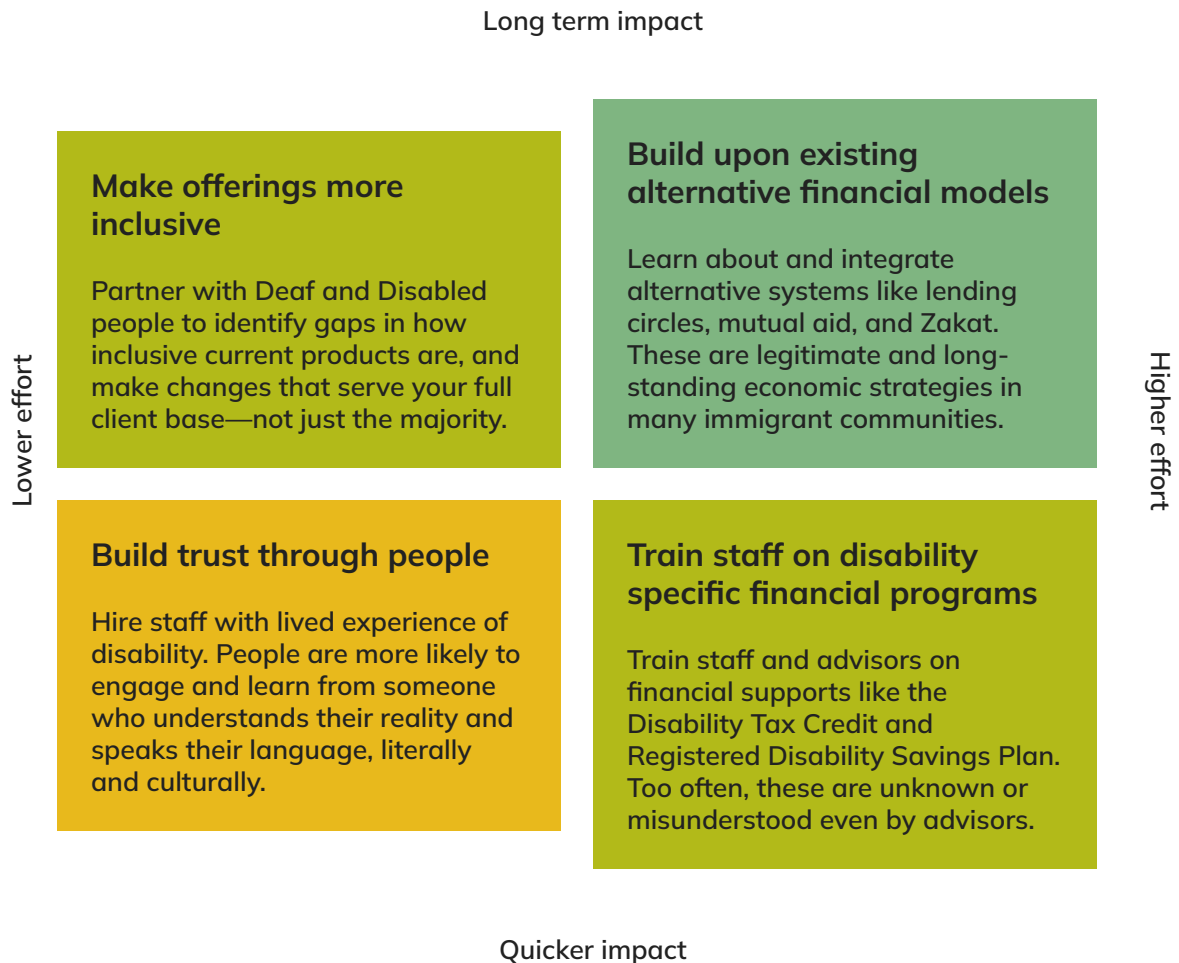 Long term impact
Make offerings more
inclusive
Partner with Deaf and Disabled
people to identify gaps in how
inclusive current products are, and
make changes that serve your full
client base—not just the majority.
Build upon existing
alternative financial models
Learn about and integrate
alternative systems like lending
circles, mutual aid, and Zakat.
These are legitimate and long-
standing economic strategies in
many immigrant communities.
Lower effort
Higher effort
Build trust through people
Hire staff with lived experience of
disability. People are more likely to
engage and learn from someone
who understands their reality and
speaks their language, literally
and culturally.
Train staff on disability
specific financial programs
Train staff and advisors on
financial supports like the
Disability Tax Credit and
Registered Disability Savings Plan.
Too often, these are unknown or
misunderstood even by advisors.
Quicker impact